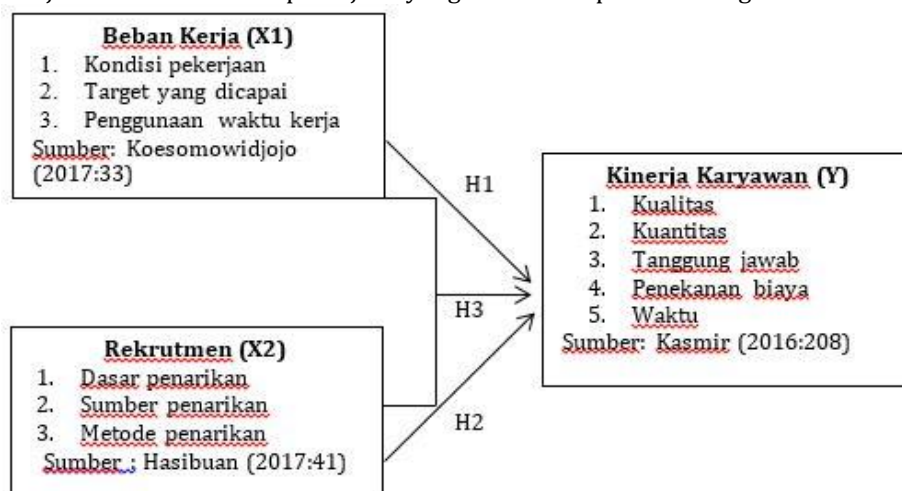 Beban Kerja (X1)
1. Kondisi pekerjaan
2. Target yang dicapai
3. Penggunaan waktu kerja
Sumber: Koesomowidjojo
(2017:33)
H1
Kinerja Karyawan (Y)
1. Kualitas
2. Kuantitas
3. Tanggung jawab
4. Penekanan biaya
5. Waktu
Sumber: Kasmir (2016:208)
H3
Rekrutmen (X2)
1. Dasar penarikan
2. Sumber penarikan
3. Metode penarikan
Sumber : Hasibuan (2017:41)
H2